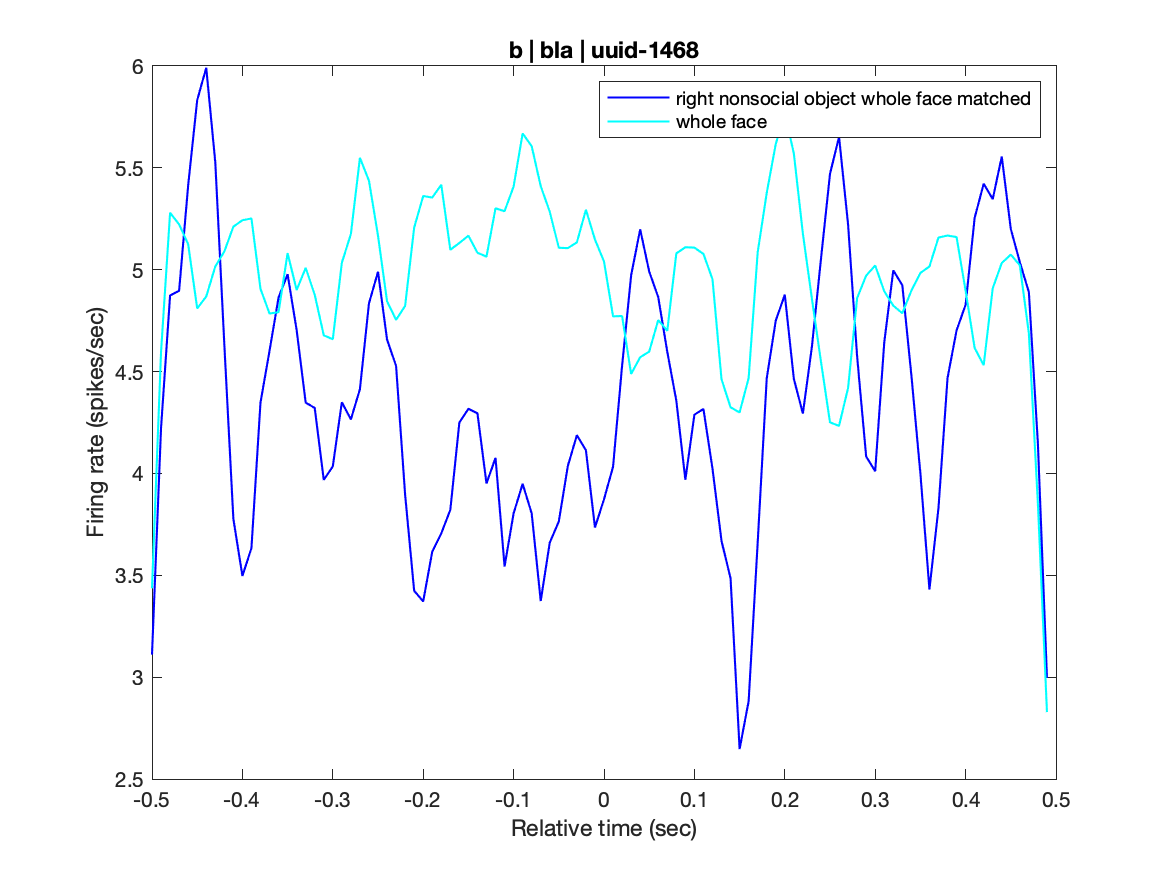 b | bla | uuid-1468
right nonsocial object whole face matched
whole face
Firing rate (spikes/sec)
6
5.5
5
4.5
4
3.5
3
2.5
-0.5 -0.4 -0.3 -0.2 -0.1 0 0.1 0.2 0.3 0.4 0.5
Relative time (sec)